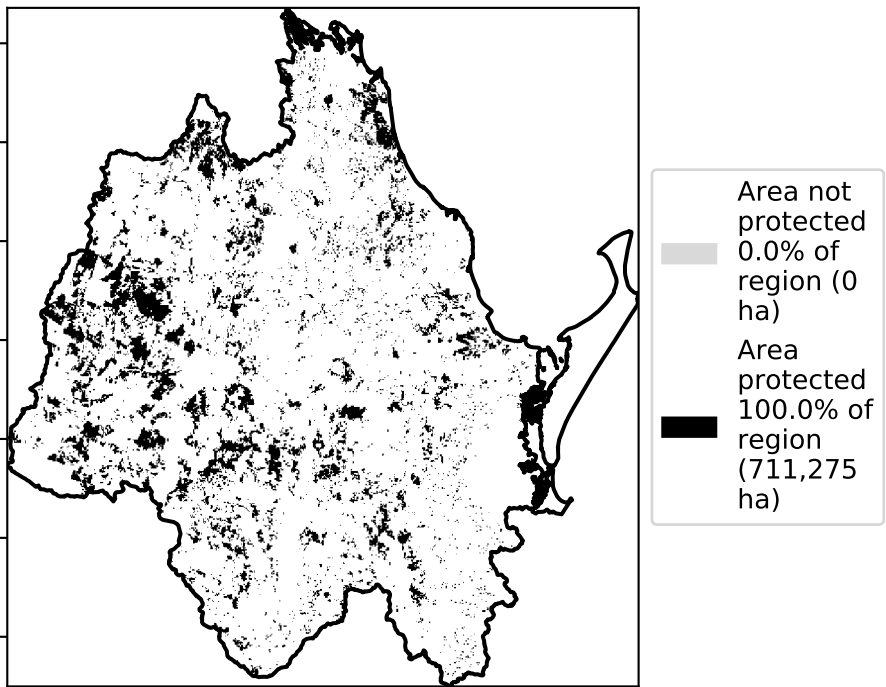 Area not
protected
0.0% of
region (0
ha)
Area
protected
100.0% of
region
(711,275
ha)